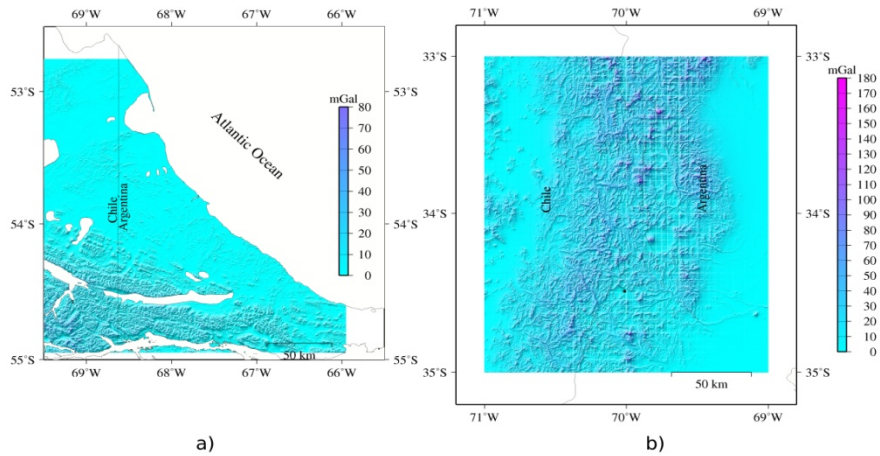 69°W 68°W 67°W 66°W
71°W 70°W 69°W
53°S
54°S
55°S
53°S
54°S
55°S
Atlantic Ocean
Chile
Argentina
mGal
80
70
60
50
40
30
20
10
0
50 km
69°W 68°W 67°W 66°W
a)
33°S
34°S
35°S
33°S
34°S
35°S
Chile
Argentina
mGal
180
170
160
150
140
130
120
110
100
90
80
70
60
50
40
30
20
10
0
50 km
71°W 70°W 69°W
b)